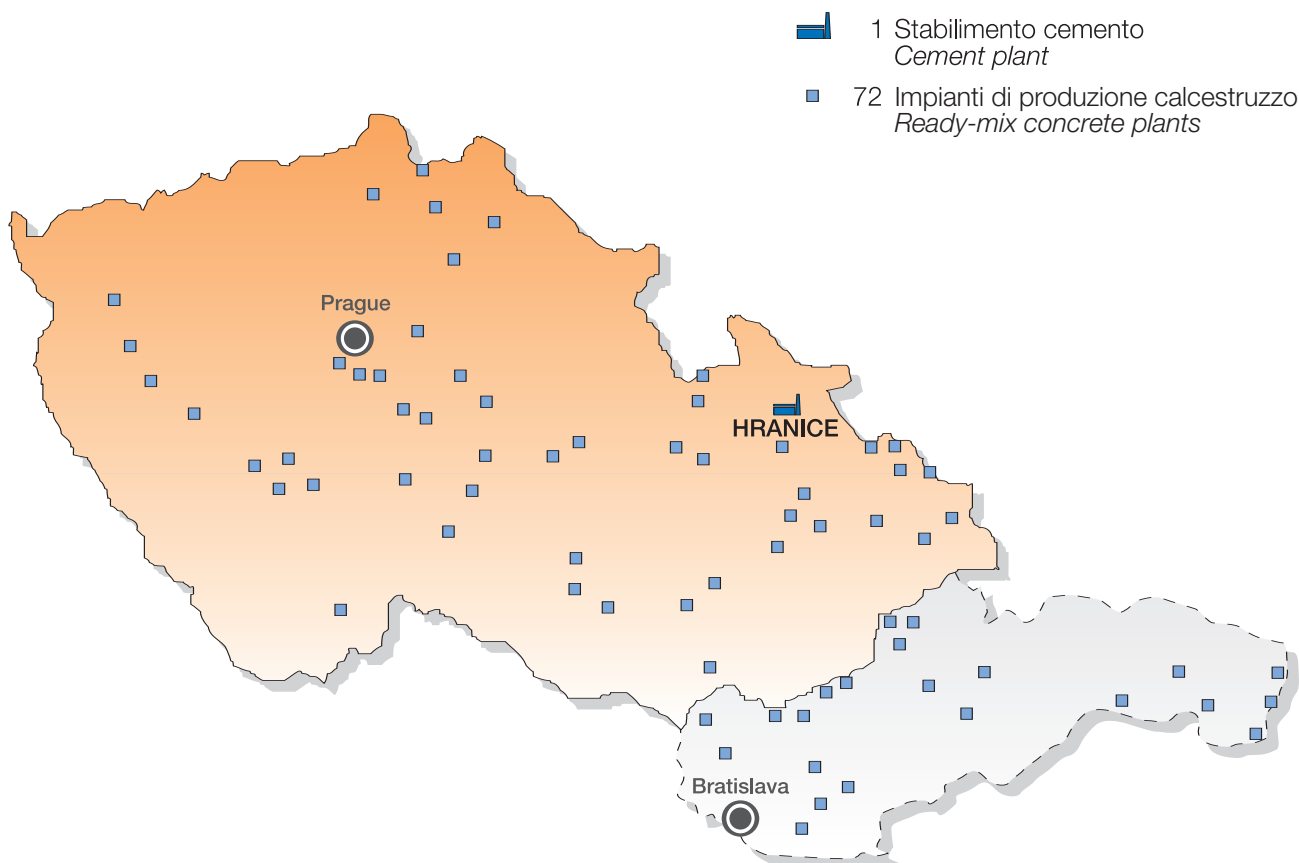 1 Stabilimento cemento
Cement plant
72 Impianti di produzione calcestruzzo
Ready-mix concrete plants
Prague
HRANICE
Bratislava